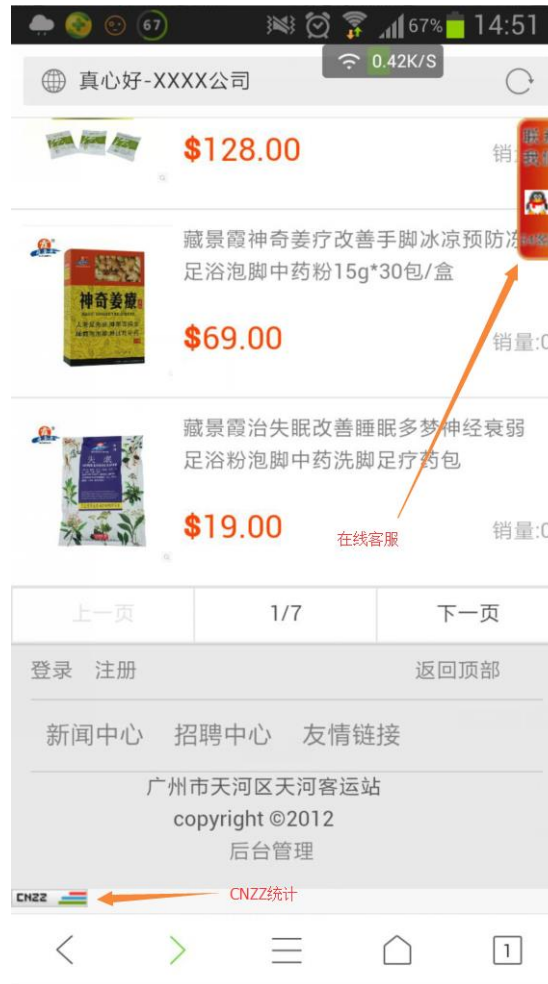 67
67%
14:51
0.42K/S
真心好-XXXX公司
$128.00
销
藏景霞神奇姜疗改善手脚冰凉预防冻
足浴泡脚中药粉15g*30包/盒
神奇姜療
$69.00
销量:0
藏景霞治失眠改善睡眠多梦神经衰弱
足浴粉泡脚中药洗脚足疗药包
失眠
$19.00
销量:0
在线客服
上一页
1/7
下一页
登录
注册
返回顶部
新闻中心
招聘中心
友情链接
广州市天河区天河客运站
copyright ©2012
后台管理
CNZZ
CNZZ统计
1